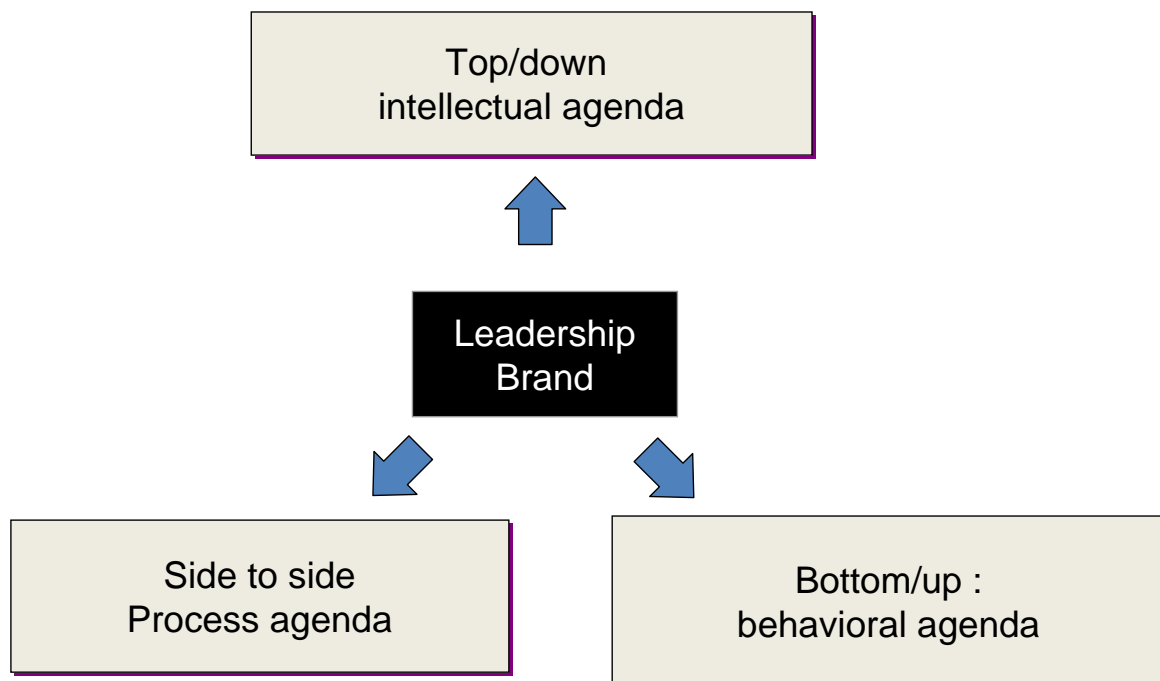 Top/down
intellectual agenda
Leadership
Brand
Side to side
Process agenda
Bottom/up :
behavioral agenda